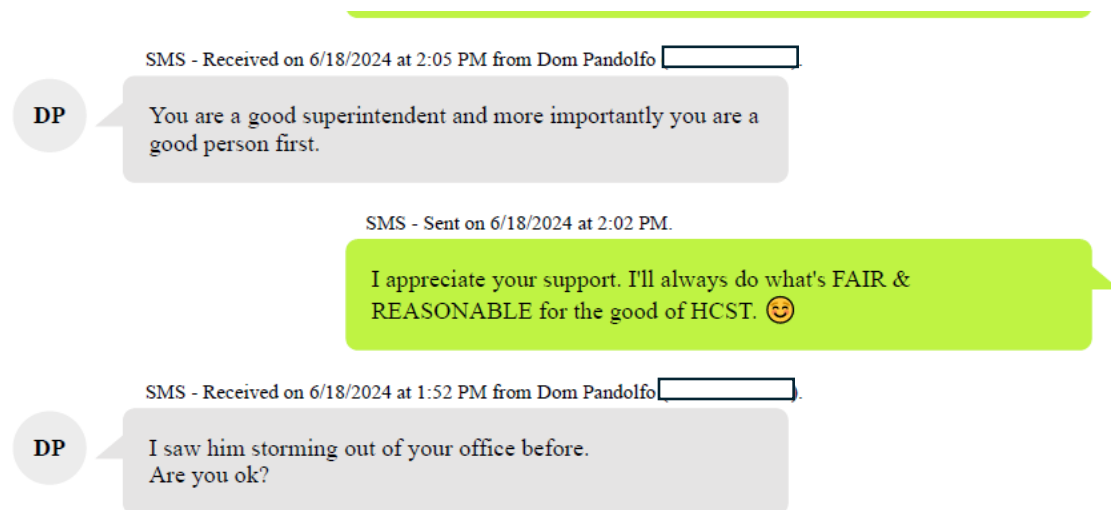 SMS - Received on 6/18/2024 at 2:05 PM from Dom Pandolfo
DP
You are a good superintendent and more importantly you are a
good person first.
SMS - Sent on 6/18/2024 at 2:02 PM.
I appreciate your support. I'll always do what's FAIR &
REASONABLE for the good of HCST. 😊
SMS - Received on 6/18/2024 at 1:52 PM from Dom Pandolfo
DP
I saw him storming out of your office before.
Are you ok?